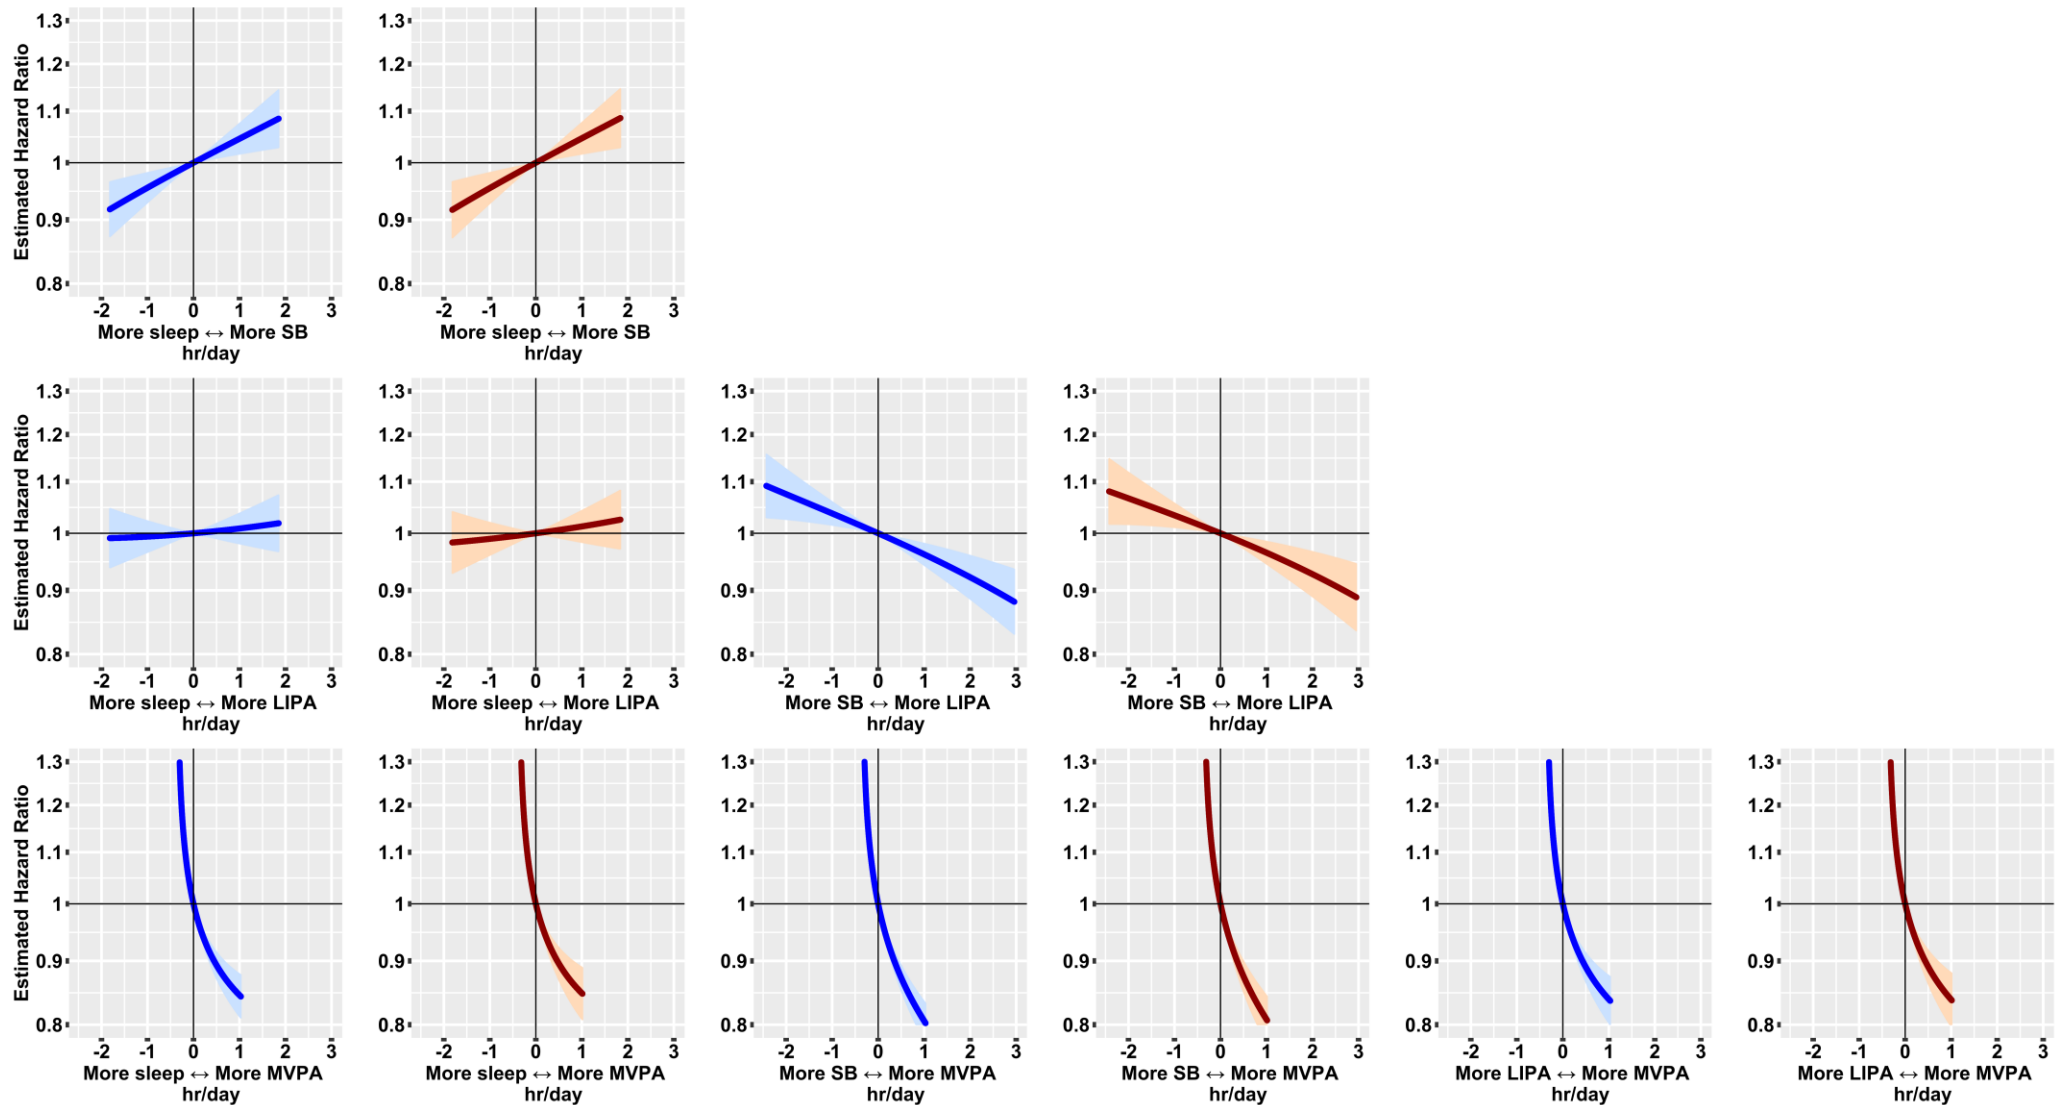 Estimated Hazard Ratio
1.3
1.2
1.1
1
0.9
0.8
-2 -1 0 1 2 3
More sleep ↔ More SB
hr/day
1.3
1.2
1.1
1
0.9
0.8
-2 -1 0 1 2 3
More sleep ↔ More SB
hr/day
Estimated Hazard Ratio
1.3
1.2
1.1
1
0.9
0.8
-2 -1 0 1 2 3
More sleep ↔ More LIPA
hr/day
1.3
1.2
1.1
1
0.9
0.8
-2 -1 0 1 2 3
More sleep ↔ More LIPA
hr/day
1.3
1.2
1.1
1
0.9
0.8
-2 -1 0 1 2 3
More SB ↔ More LIPA
hr/day
1.3
1.2
1.1
1
0.9
0.8
-2 -1 0 1 2 3
More SB ↔ More LIPA
hr/day
Estimated Hazard Ratio
1.3
1.2
1.1
1
0.9
0.8
-2 -1 0 1 2 3
More sleep ↔ More MVPA
hr/day
1.3
1.2
1.1
1
0.9
0.8
-2 -1 0 1 2 3
More sleep ↔ More MVPA
hr/day
1.3
1.2
1.1
1
0.9
0.8
-2 -1 0 1 2 3
More SB ↔ More MVPA
hr/day
1.3
1.2
1.1
1
0.9
0.8
-2 -1 0 1 2 3
More SB ↔ More MVPA
hr/day
1.3
1.2
1.1
1
0.9
0.8
-2 -1 0 1 2 3
More LIPA ↔ More MVPA
hr/day
1.3
1.2
1.1
1
0.9
0.8
-2 -1 0 1 2 3
More LIPA ↔ More MVPA
hr/day